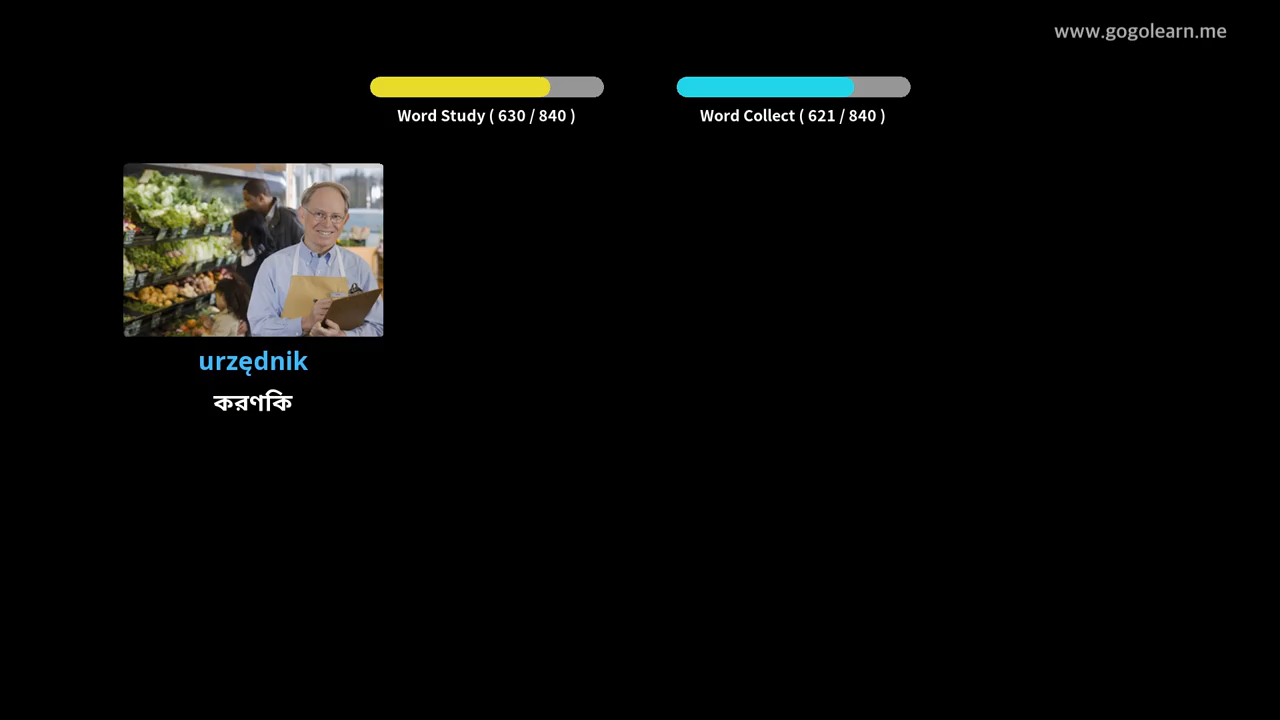 www.gogolearn.me
Word Study ( 630 / 840 )
Word Collect ( 621 / 840 )
urzędnik
করণকি